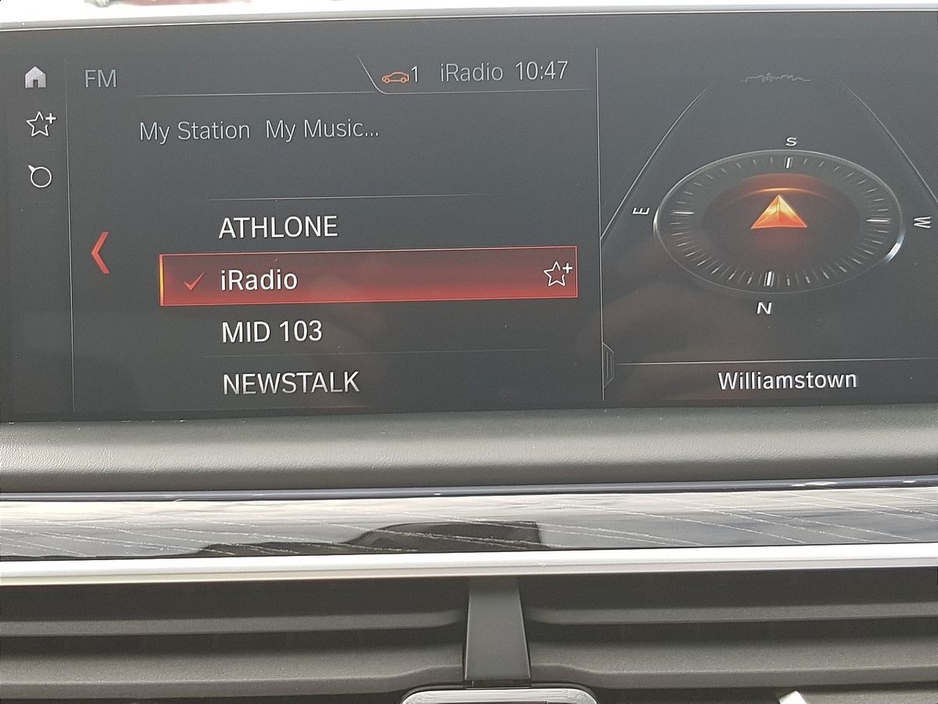 FM
1 iRadio 10:47
My Station My Music...
ATHLONE
iRadio
MID 103
NEWSTALK
S
E
W
N
Williamstown